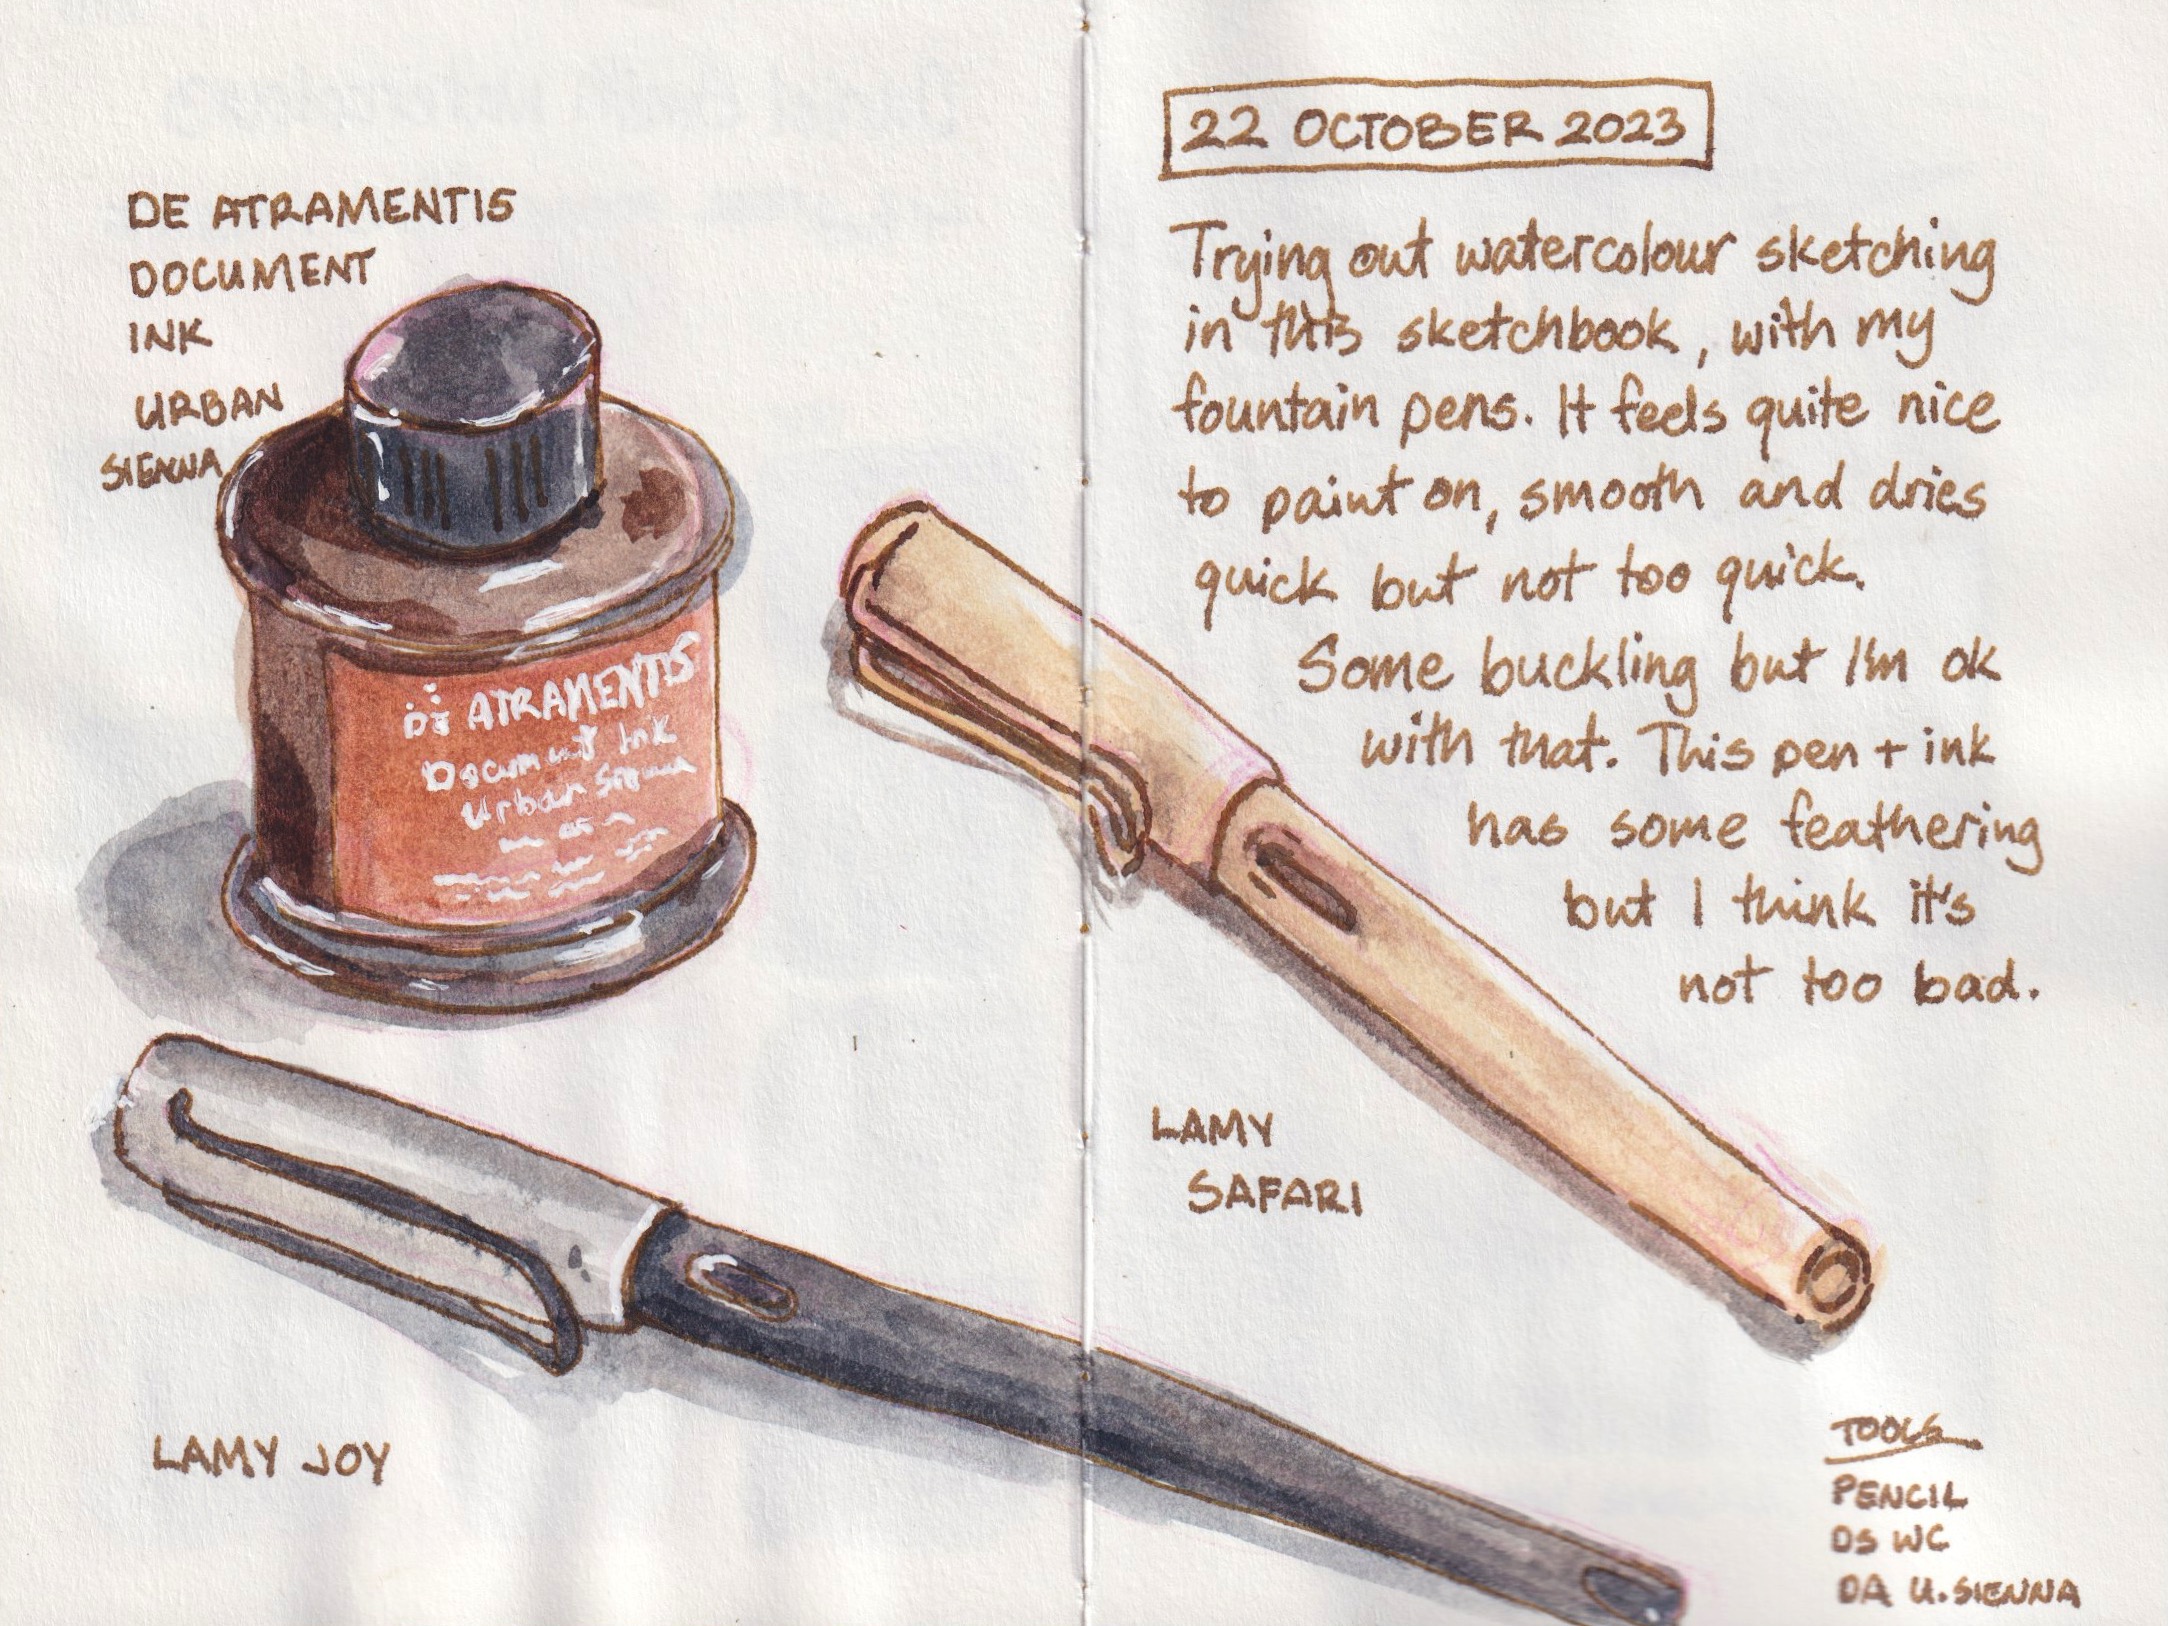 DE ATRAMENTIS
DOCUMENT
INK
URBAN
SIENNA
DE ATRAMENTIS
Document Ink
Urban Sienna
22 OCTOBER 2023
Trying out watercolour sketching
in this sketchbook, with my
fountain pens. It feels quite nice
to paint on, smooth and dries
quick but not too quick.
Some buckling but I'm ok
with that. This pen + ink
has some feathering
but I think it's
not too bad.
LAMY
SAFARI
LAMY JOY
TOOLS
PENCIL
DS WC
DA U.SIENNA